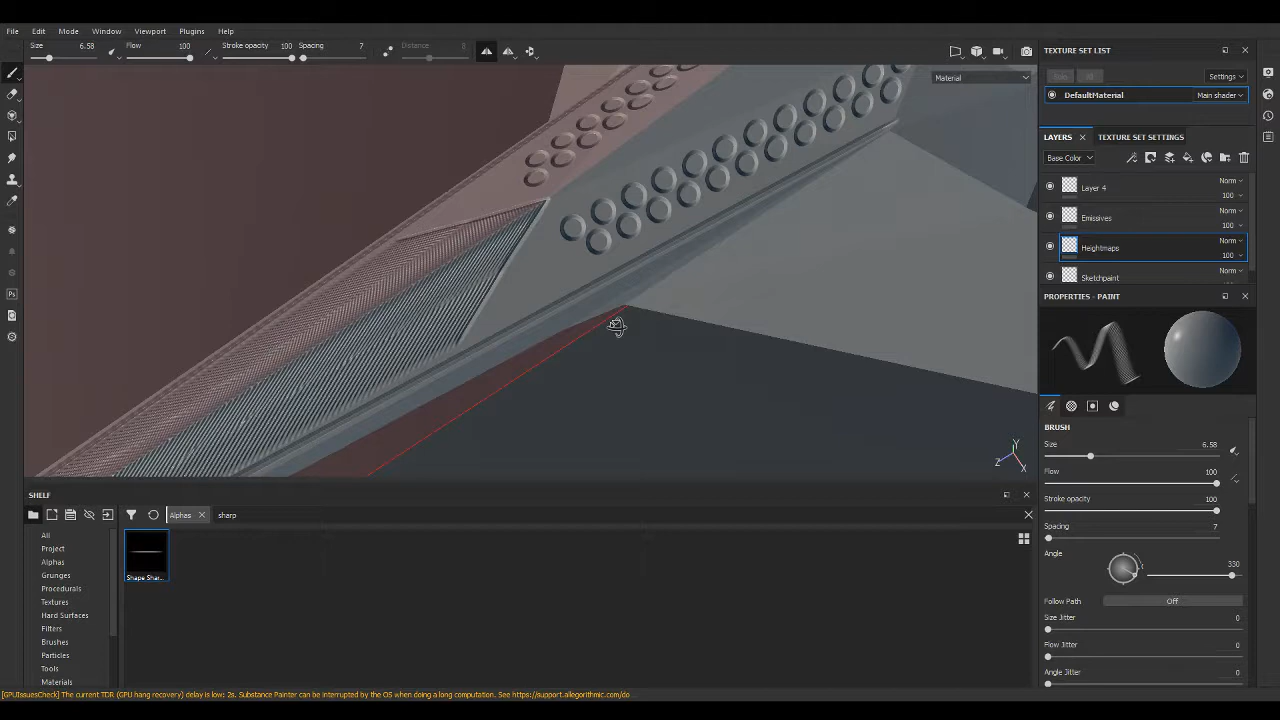 File Edit Mode Window Viewport Plugins Help
Size 6.58 Flow 100 Stroke opacity 100 Spacing 7 Distance 0
Material
Y
Z
X
TEXTURE SET LIST
Settings
DefaultMaterial Main shader
LAYERS TEXTURE SET SETTINGS
Base Color
Layer 4 Norm
100
Emissives Norm
100
Heightmaps Norm
100
Sketchpaint Norm
PROPERTIES - PAINT
BRUSH
Size 6.58
Flow 100
Stroke opacity 100
Spacing 7
Angle
330
Follow Path Off
Size Jitter 0
Flow Jitter 0
Angle Jitter 0
SHELF
Alphas sharp
All
Project
Alphas
Grunges
Procedurals
Textures
Hard Surfaces
Filters
Brushes
Particles
Tools
Materials
Shape Shar...
Ps
[GPUIssuesCheck] The current TDR (GPU hang recovery) delay is low: 2s. Substance Painter can be interrupted by the OS when doing a long computation. See https://support.allegorithmic.com/do